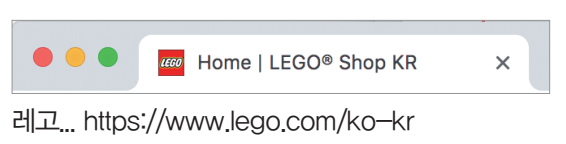 LEGO Home | LEGO® Shop KR
레고... https://www.lego.com/ko-kr